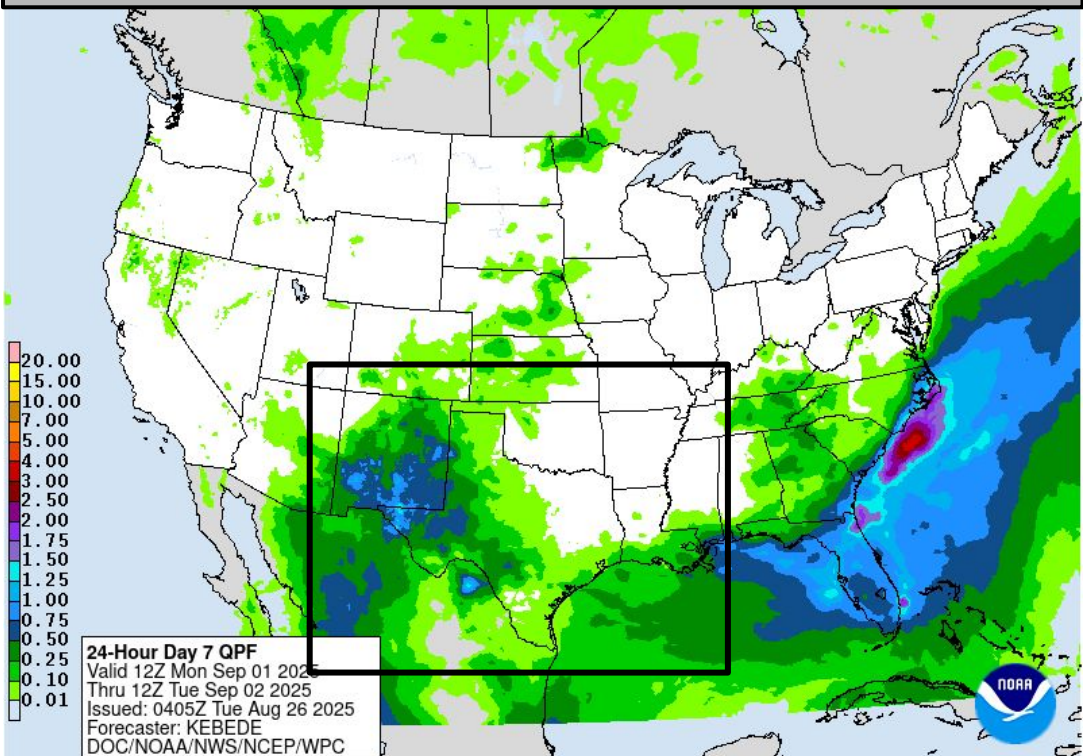 20.00
15.00
10.00
7.00
5.00
4.00
3.00
2.50
2.00
1.75
1.50
1.25
1.00
0.75
0.50
0.25
0.10
0.01
24-Hour Day 7 QPF
Valid 12Z Mon Sep 01 2025
Thru 12Z Tue Sep 02 2025
Issued: 0405Z Tue Aug 26 2025
Forecaster: KEBEDE
DOC/NOAA/NWS/NCEP/WPC
NOAA